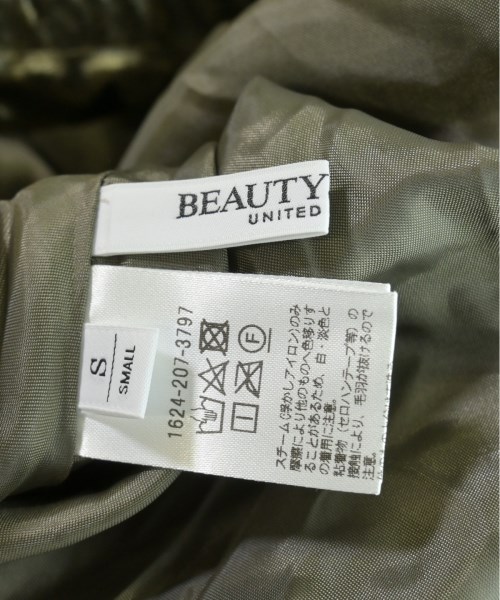 BEAUTY
UNITED
S
SMALL
1624-207-3797
F
スチーム(浮かしアイロン)のみ
摩擦により他のものへ色移りす
ることがあるため、白・淡色と
の着用に注意。
粘着物(セロハンテープ等)の
接触により、毛羽が抜けるので
注意。